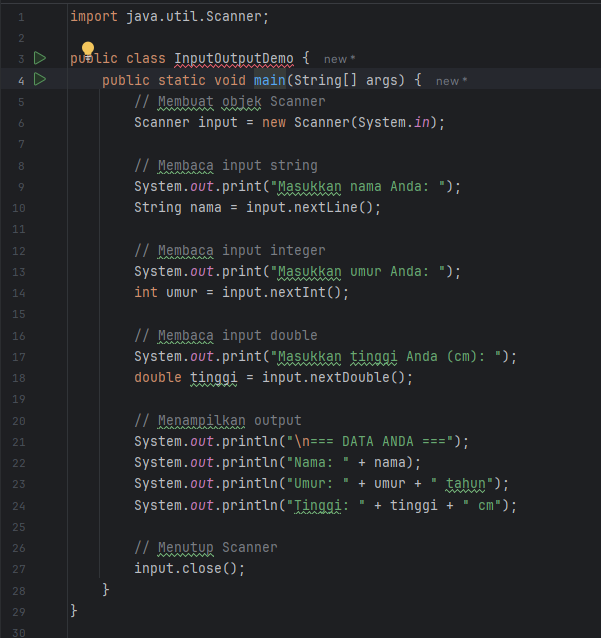 1 import java.util.Scanner;
2
3 public class InputOutputDemo { new *
4 public static void main(String[] args) { new *
5 // Membuat objek Scanner
6 Scanner input = new Scanner(System.in);
7
8 // Membaca input string
9 System.out.print("Masukkan nama Anda: ");
10 String nama = input.nextLine();
11
12 // Membaca input integer
13 System.out.print("Masukkan umur Anda: ");
14 int umur = input.nextInt();
15
16 // Membaca input double
17 System.out.print("Masukkan tinggi Anda (cm): ");
18 double tinggi = input.nextDouble();
19
20 // Menampilkan output
21 System.out.println("\n=== DATA ANDA ===");
22 System.out.println("Nama: " + nama);
23 System.out.println("Umur: " + umur + " tahun");
24 System.out.println("Tinggi: " + tinggi + " cm");
25
26 // Menutup Scanner
27 input.close();
28 }
29 }
30